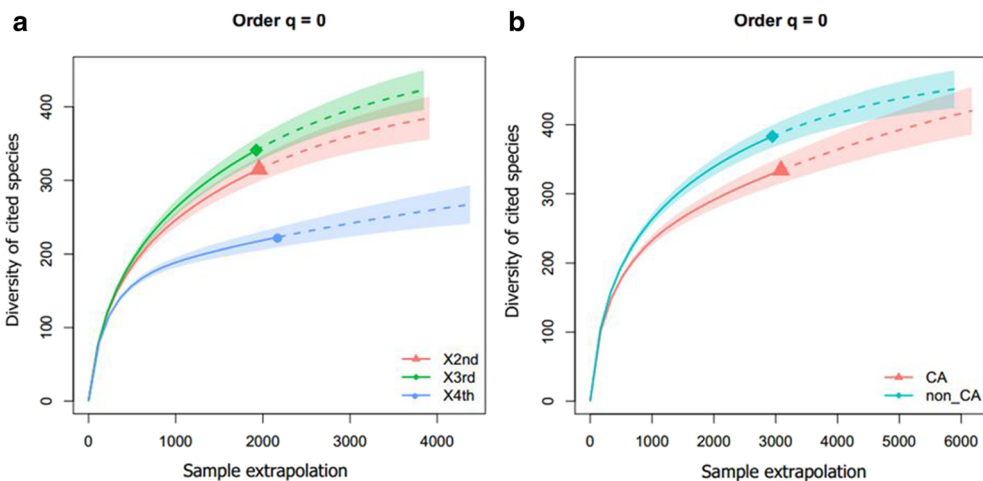 a
Order q = 0
Diversity of cited species
400
300
200
100
0
X2nd
X3rd
X4th
0 1000 2000 3000 4000
Sample extrapolation
b
Order q = 0
Diversity of cited species
400
300
200
100
0
CA
non_CA
0 1000 2000 3000 4000 5000 6000
Sample extrapolation